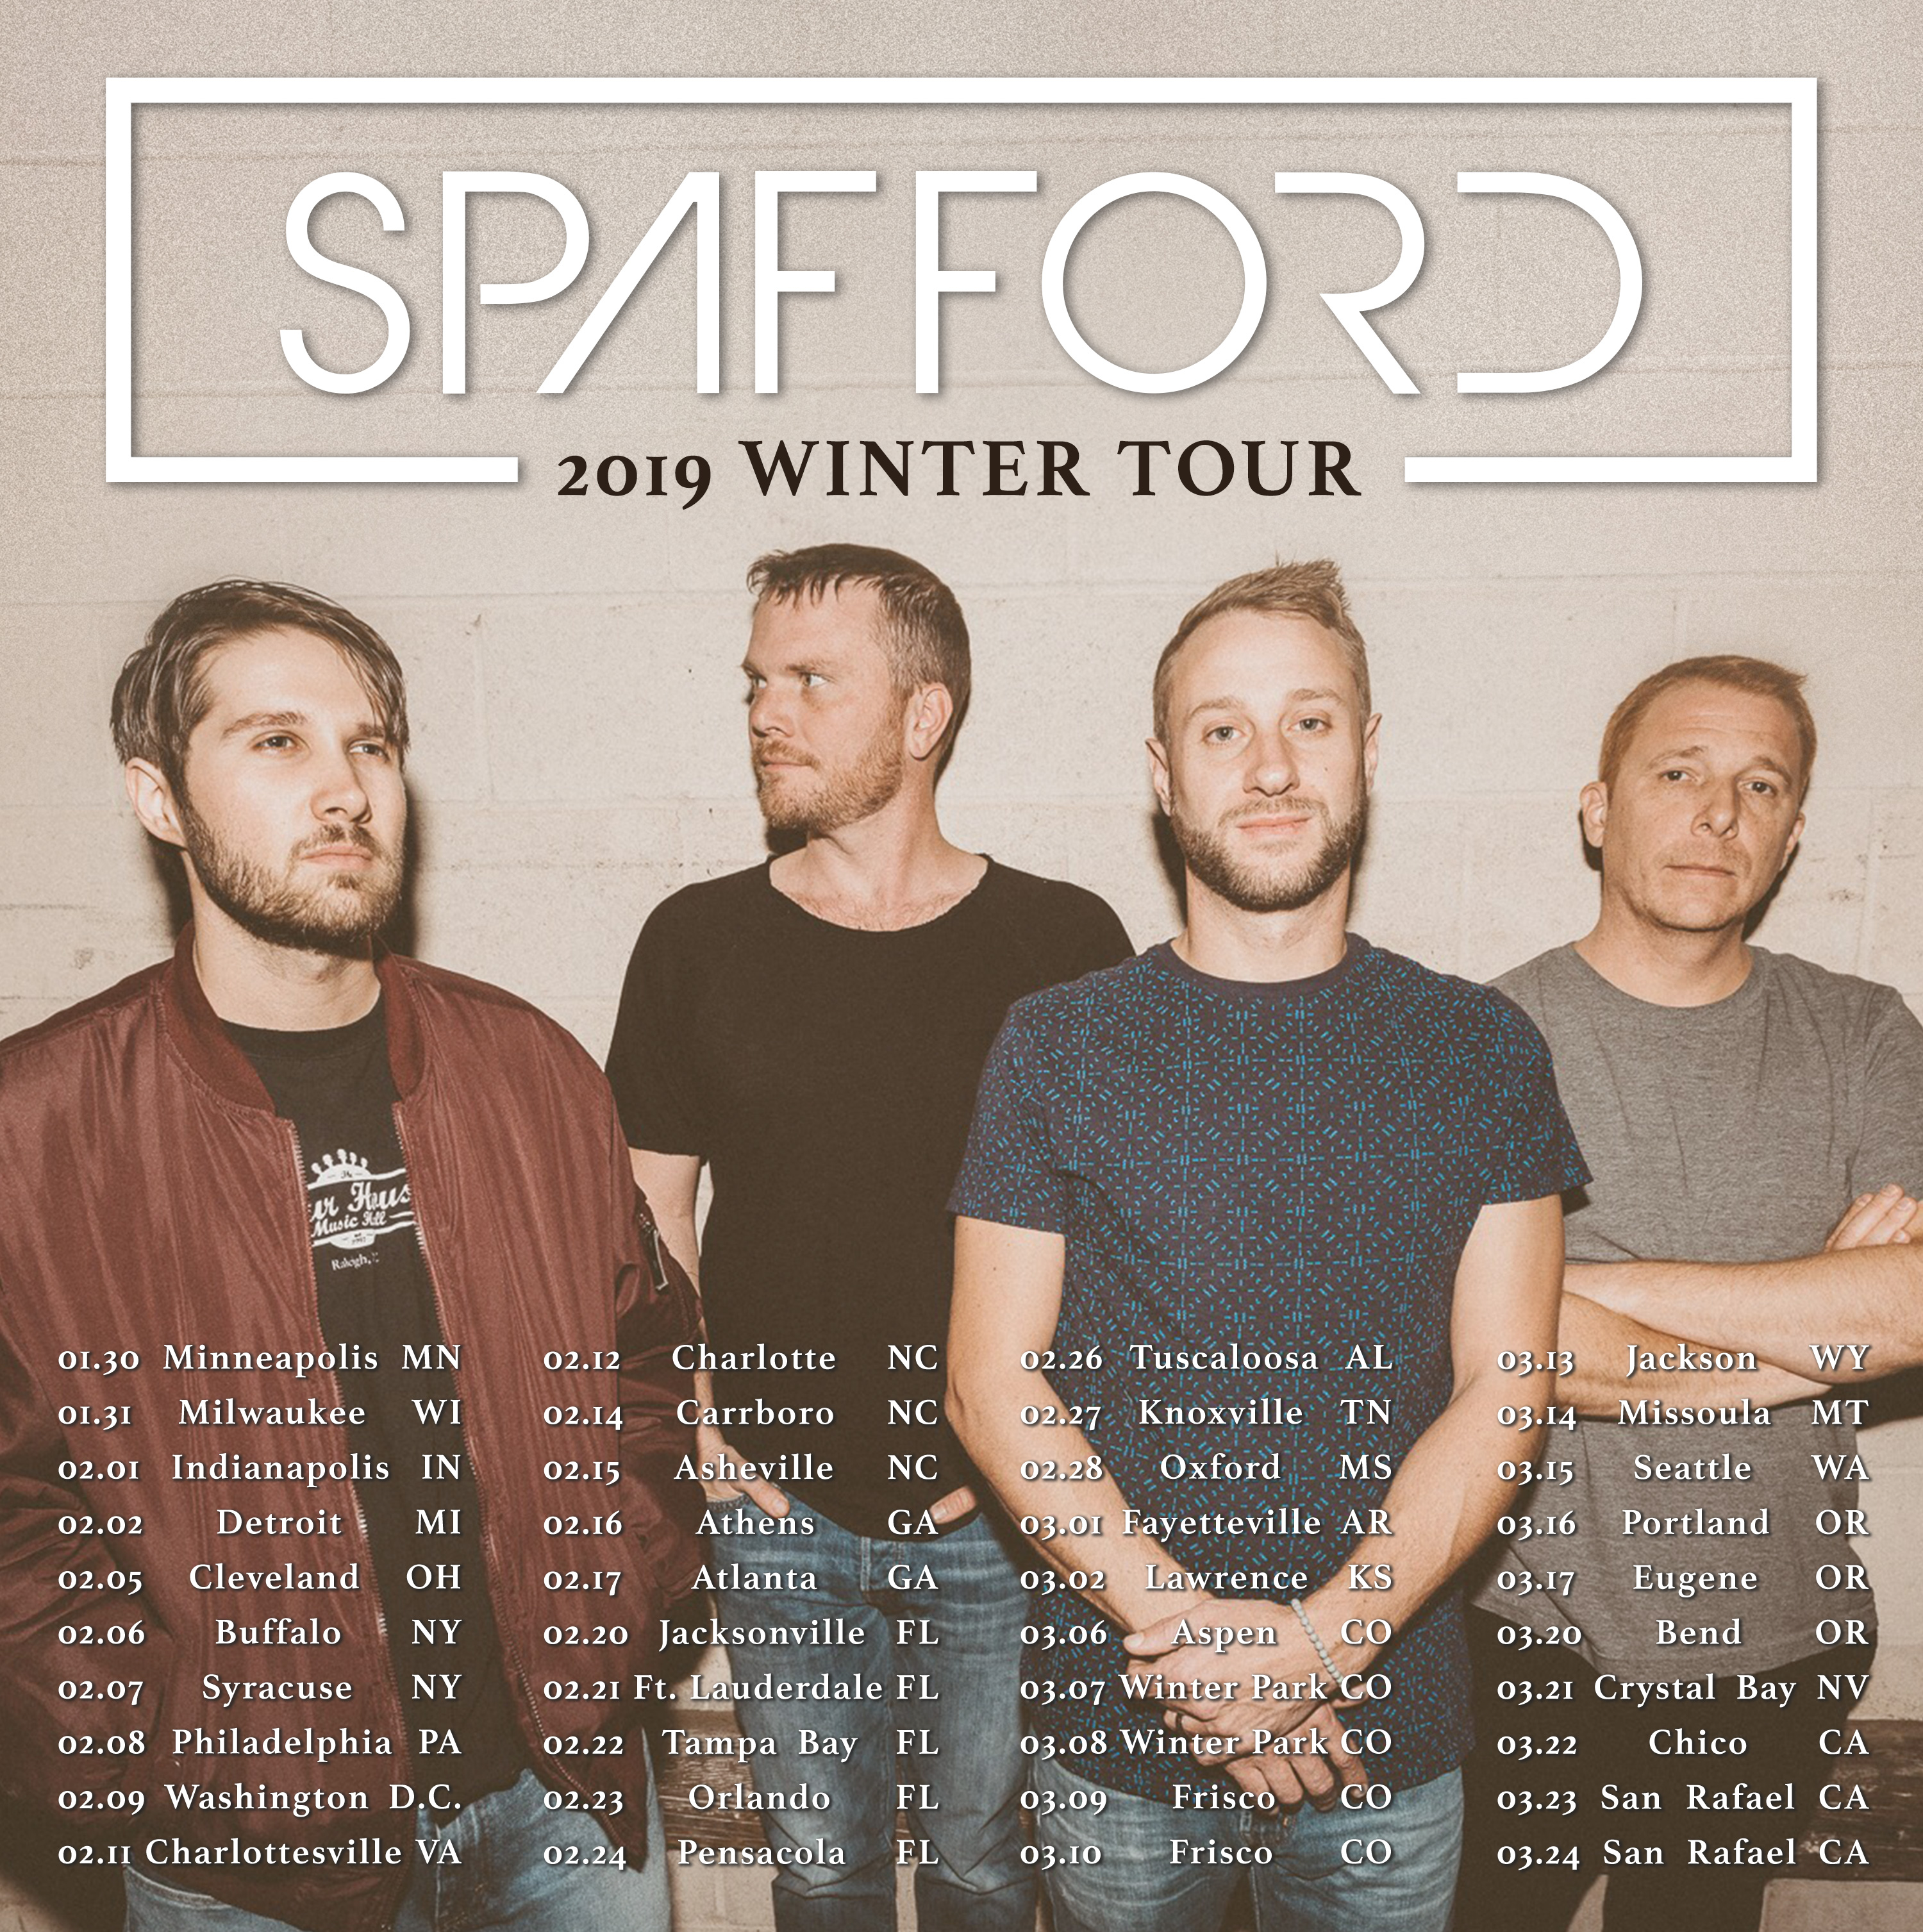 SPAFFORD
2019 WINTER TOUR
Music Hall
01.30 Minneapolis MN
01.31 Milwaukee WI
02.01 Indianapolis IN
02.02 Detroit MI
02.05 Cleveland OH
02.06 Buffalo NY
02.07 Syracuse NY
02.08 Philadelphia PA
02.09 Washington D.C.
02.11 Charlottesville VA
02.12 Charlotte NC
02.14 Carrboro NC
02.15 Asheville NC
02.16 Athens GA
02.17 Atlanta GA
02.20 Jacksonville FL
02.21 Ft. Lauderdale FL
02.22 Tampa Bay FL
02.23 Orlando FL
02.24 Pensacola FL
02.26 Tuscaloosa AL
02.27 Knoxville TN
02.28 Oxford MS
03.01 Fayetteville AR
03.02 Lawrence KS
03.06 Aspen CO
03.07 Winter Park CO
03.08 Winter Park CO
03.09 Frisco CO
03.10 Frisco CO
03.13 Jackson WY
03.14 Missoula MT
03.15 Seattle WA
03.16 Portland OR
03.17 Eugene OR
03.20 Bend OR
03.21 Crystal Bay NV
03.22 Chico CA
03.23 San Rafael CA
03.24 San Rafael CA